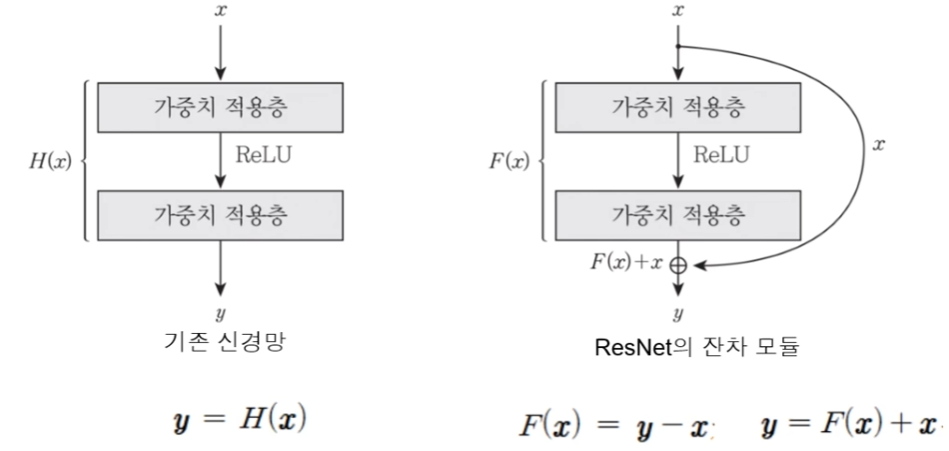 x
가중치 적용층
H(x)
ReLU
가중치 적용층
y
기존 신경망
y = H(x)
x
가중치 적용층
F(x)
ReLU
x
가중치 적용층
F(x)+x
y
ResNet의 잔차 모듈
F(x) = y − x; y = F(x) + x